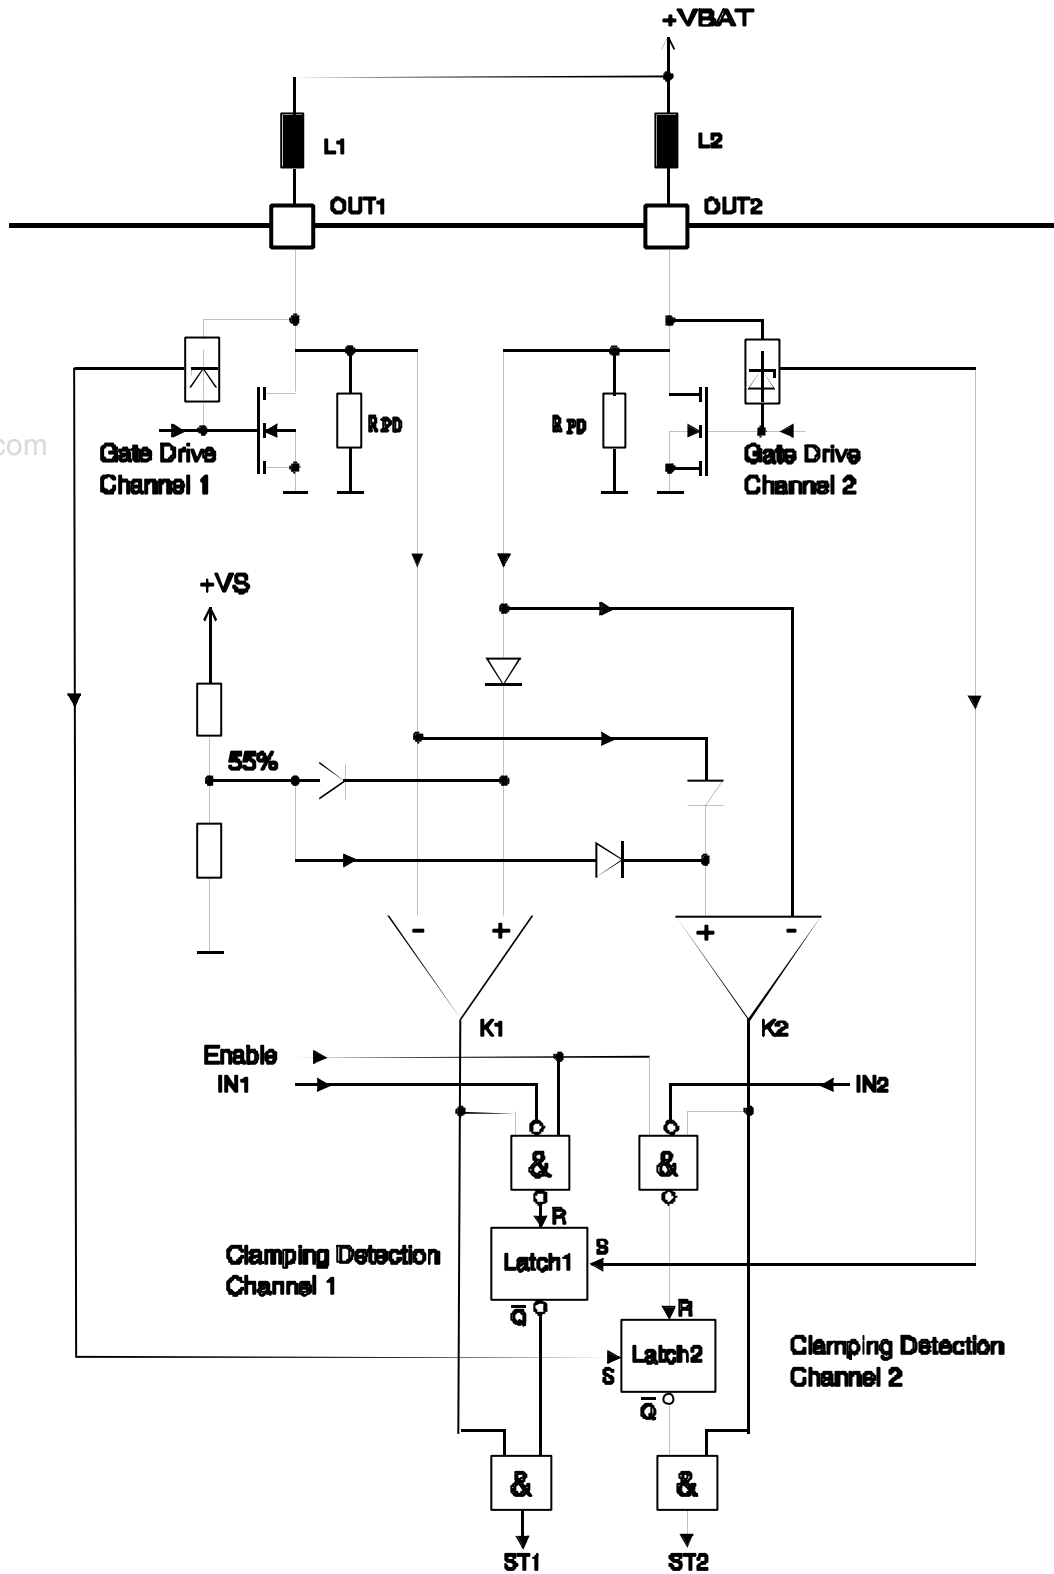 +VBAT
L1
L2
OUT1
OUT2
com
RPD
RPD
Gate Drive
Channel 1
Gate Drive
Channel 2
+VS
55%
-
+
+
-
K1
K2
Enable
IN1
IN2
&
&
R
Latch1
S
Clamping Detection
Channel 1
Q̅
R
Latch2
S
Clamping Detection
Channel 2
Q̅
&
&
ST1
ST2